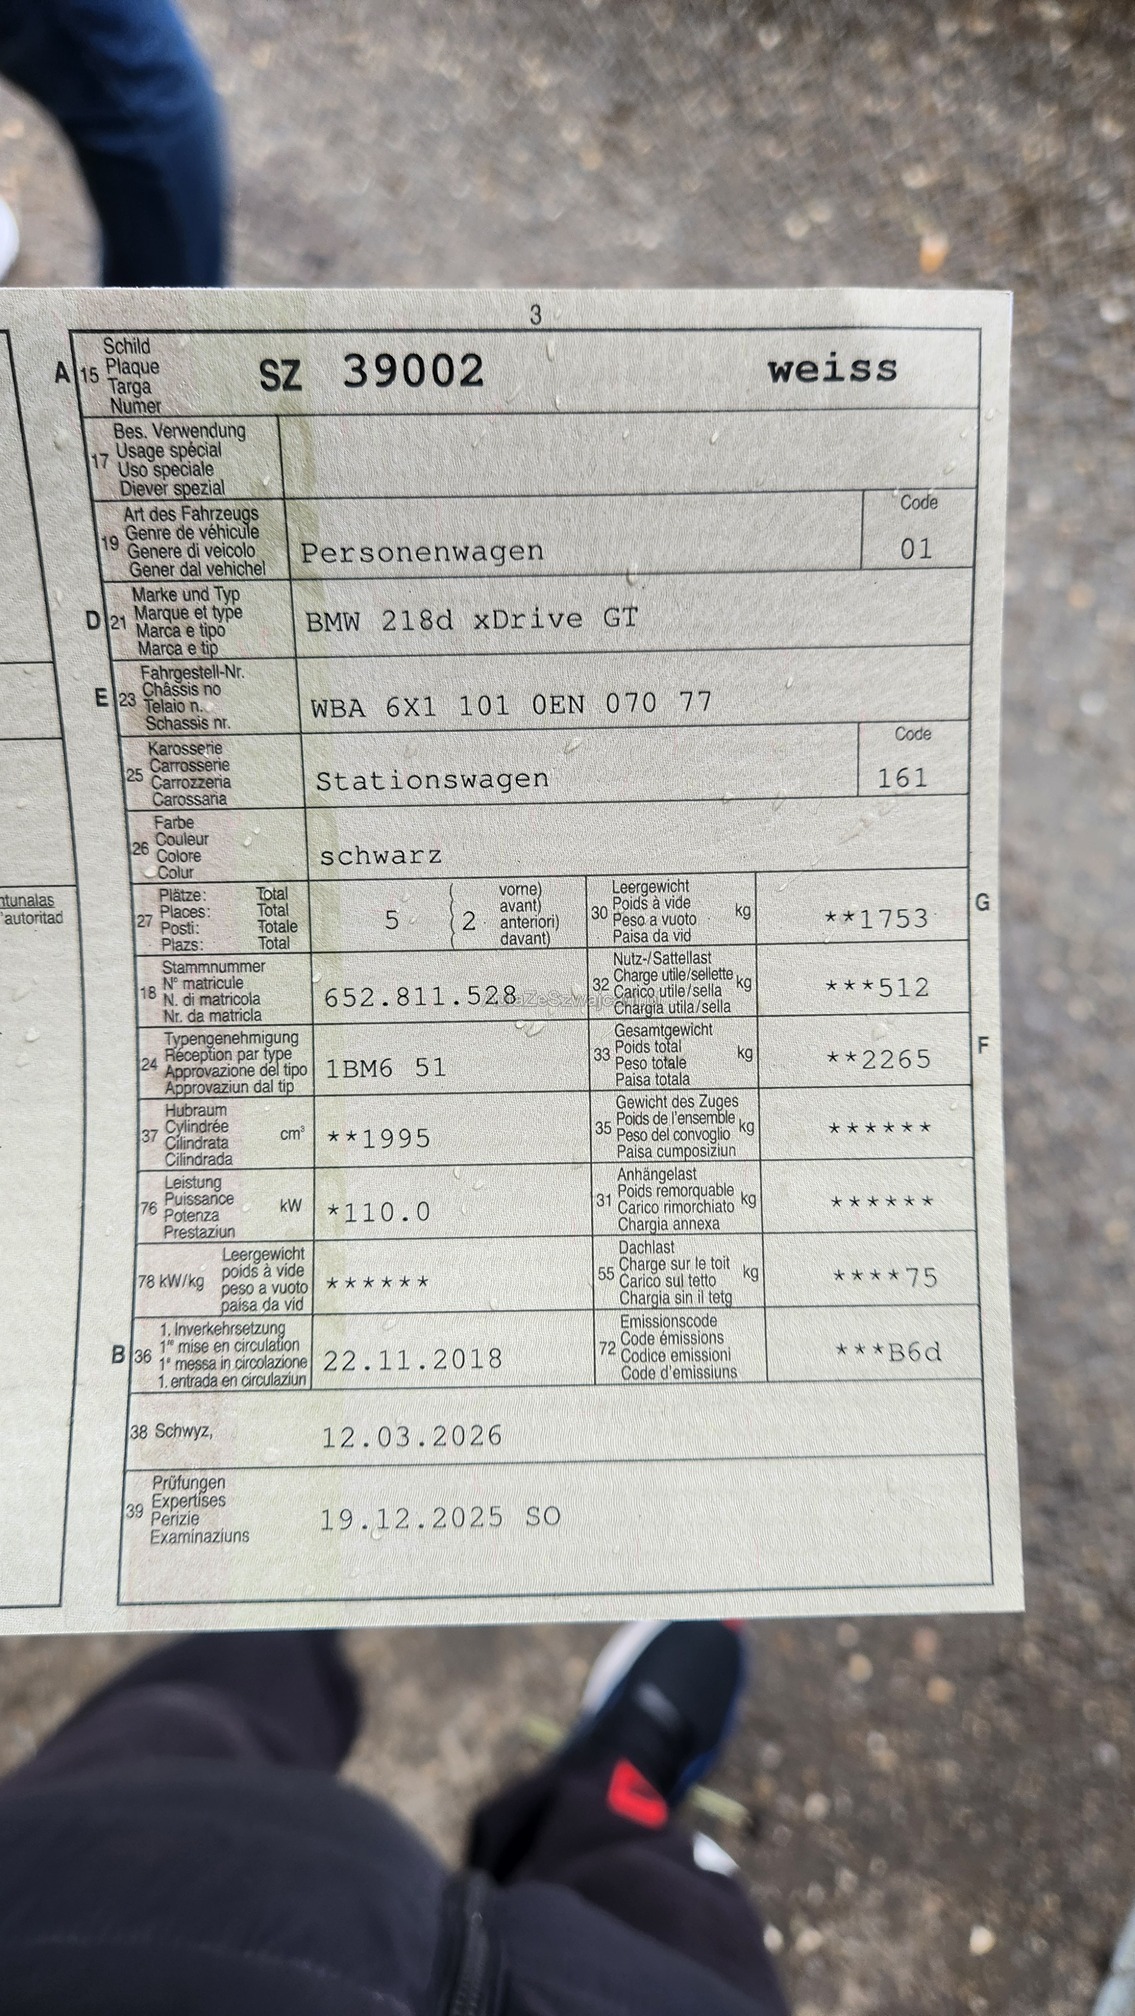 3
A 15 Schild
Plaque
Targa
Numer
SZ 39002 weiss
17 Bes. Verwendung
Usage spécial
Uso speciale
Diever spezial
19 Art des Fahrzeugs
Genre de véhicule
Genere di veicolo
Gener dal vehichel
Personenwagen
Code
01
D 21 Marke und Typ
Marque et type
Marca e tipo
Marca e tip
BMW 218d xDrive GT
E 23 Fahrgestell-Nr.
Châssis no
Telaio n.
Schassis nr.
WBA 6X1 101 0EN 070 77
25 Karosserie
Carrosserie
Carrozzeria
Carossaria
Stationswagen
Code
161
26 Farbe
Couleur
Colore
Colur
schwarz
27 Plätze: Total
Places: Total
Posti: Totale
Plazs: Total
5 ( 2 vorne)
avant)
anteriori)
davant)
30 Leergewicht
Poids à vide
Peso a vuoto kg
Paisa da vid
**1753
G
18 Stammnummer
N° matricule
N. di matricola
Nr. da matricla
652.811.528
32 Nutz-/Sattellast
Charge utile/sellette kg
Carico utile/sella
Chargia utila/sella
***512
24 Typengenehmigung
Réception par type
Approvazione del tipo
Approvaziun dal tip
1BM6 51
33 Gesamtgewicht
Poids total kg
Peso totale
Paisa totala
**2265
F
37 Hubraum
Cylindrée cm³
Cilindrata
Cilindrada
**1995
35 Gewicht des Zuges
Poids de l'ensemble kg
Peso del convoglio
Paisa cumposiziun
******
76 Leistung
Puissance kW
Potenza
Prestaziun
*110.0
31 Anhängelast
Poids remorquable kg
Carico rimorchiato
Chargia annexa
******
78 kW/kg Leergewicht
poids à vide
peso a vuoto
paisa da vid
******
55 Dachlast
Charge sur le toit kg
Carico sul tetto
Chargia sin il tetg
****75
B 36 1. Inverkehrsetzung
1re mise en circulation
1a messa in circolazione
1. entrada en circulaziun
22.11.2018
72 Emissionscode
Code émissions
Codice emissioni
Code d'emissiuns
***B6d
38 Schwyz, 12.03.2026
39 Prüfungen
Expertises
Perizie
Examinaziuns
19.12.2025 SO